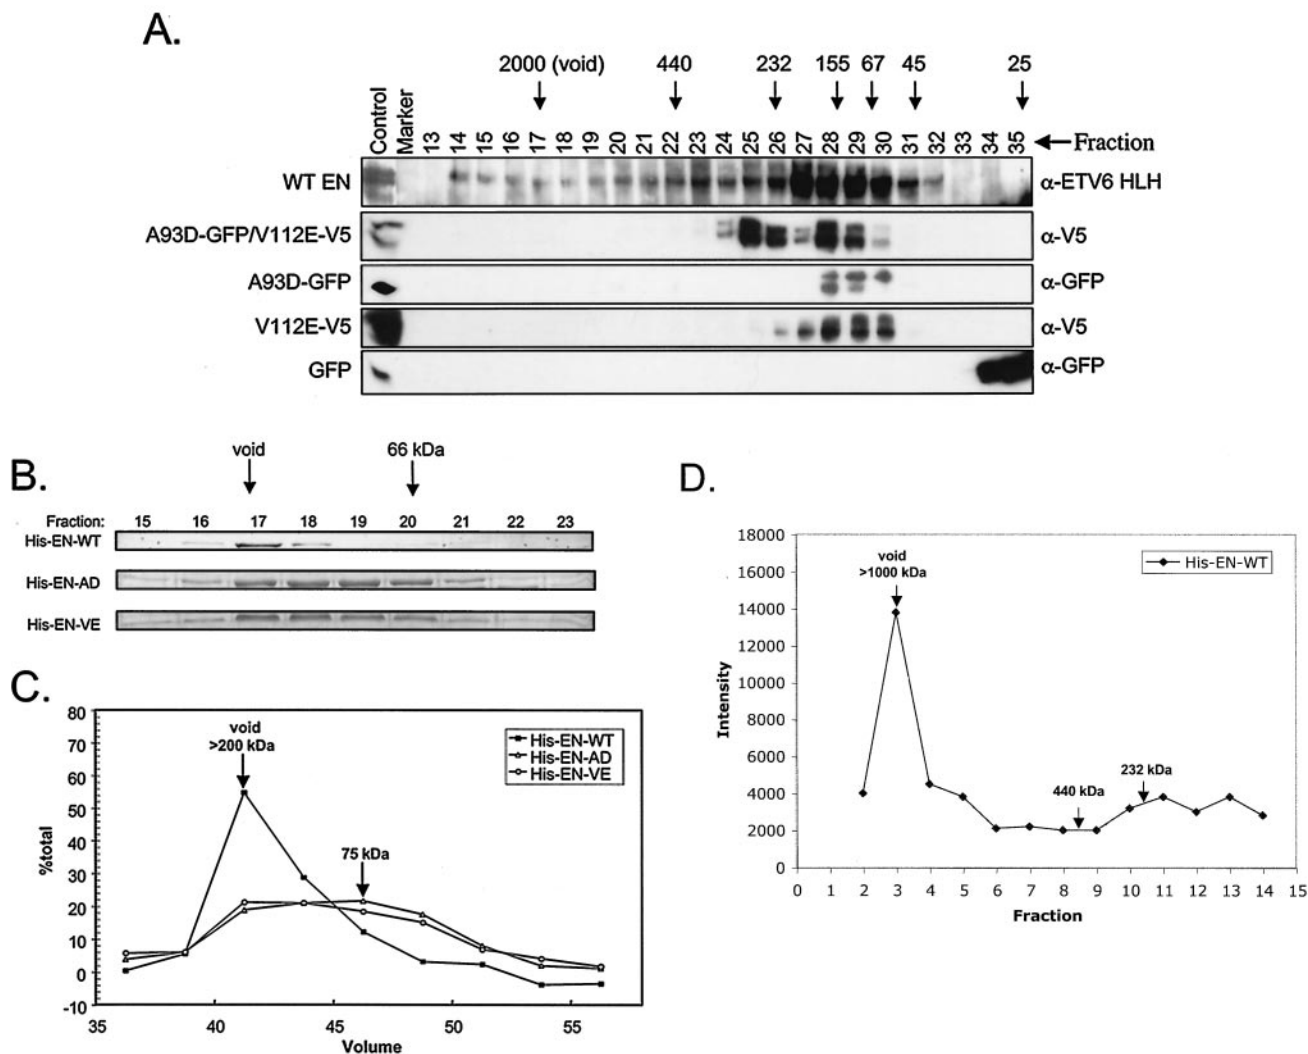 A.
2000 (void) 440 232 155 67 45 25
Control Marker 13 14 15 16 17 18 19 20 21 22 23 24 25 26 27 28 29 30 31 32 33 34 35 Fraction
WT EN α-ETV6 HLH
A93D-GFP/V112E-V5 α-V5
A93D-GFP α-GFP
V112E-V5 α-V5
GFP α-GFP
B.
void 66 kDa
Fraction: 15 16 17 18 19 20 21 22 23
His-EN-WT
His-EN-AD
His-EN-VE
C.
80
70
60
50
40
30
20
10
0
-10
%total
void
>200 kDa
75 kDa
His-EN-WT
His-EN-AD
His-EN-VE
35 40 45 50 55
Volume
D.
18000
16000
14000
12000
10000
8000
6000
4000
2000
0
Intensity
void
>1000 kDa
440 kDa
232 kDa
His-EN-WT
0 1 2 3 4 5 6 7 8 9 10 11 12 13 14 15
Fraction